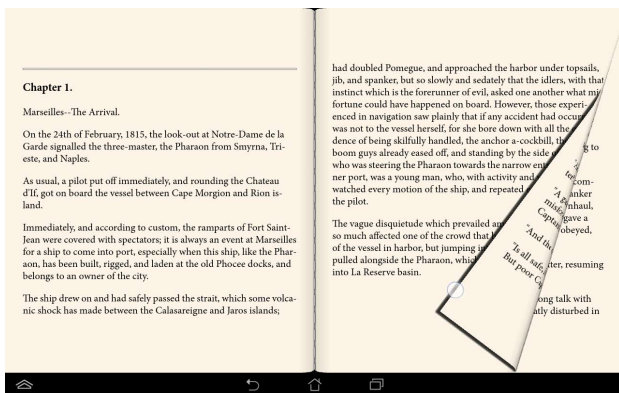 Chapter 1.
Marseilles--The Arrival.
On the 24th of February, 1815, the look-out at Notre-Dame de la
Garde signalled the three-master, the Pharaon from Smyrna, Tri-
este, and Naples.
As usual, a pilot put off immediately, and rounding the Chateau
d'If, got on board the vessel between Cape Morgion and Rion is-
land.
Immediately, and according to custom, the ramparts of Fort Saint-
Jean were covered with spectators; it is always an event at Marseilles
for a ship to come into port, especially when this ship, like the Phar-
aon, has been built, rigged, and laden at the old Phocee docks, and
belongs to an owner of the city.
The ship drew on and had safely passed the strait, which some volca-
nic shock has made between the Calasareigne and Jaros islands;
had doubled Pomegue, and approached the harbor under topsails,
jib, and spanker, but so slowly and sedately that the idlers, with that
instinct which is the forerunner of evil, asked one another what
fortune could have happened on board. However, those experi-
enced in navigation saw plainly that if any accident had
was not to the vessel herself, for she bore down with all the
dence of being skilfully handled, the anchor a-cockbill,
boom guys already eased off, and standing by the side
to
who was steering the Pharaon towards the narrow
ner port, was a young man, who, with activity and
watched every motion of the ship, and repeated
the pilot.
anker
gave a
obeyed,
The vague disquietude which prevailed
so much affected one of the crowd that
of the vessel in harbor, but jumping
pulled alongside the Pharaon,
into La Reserve basin.
resuming
talk with
disturbed in
"A
"And
"Is all
But poor